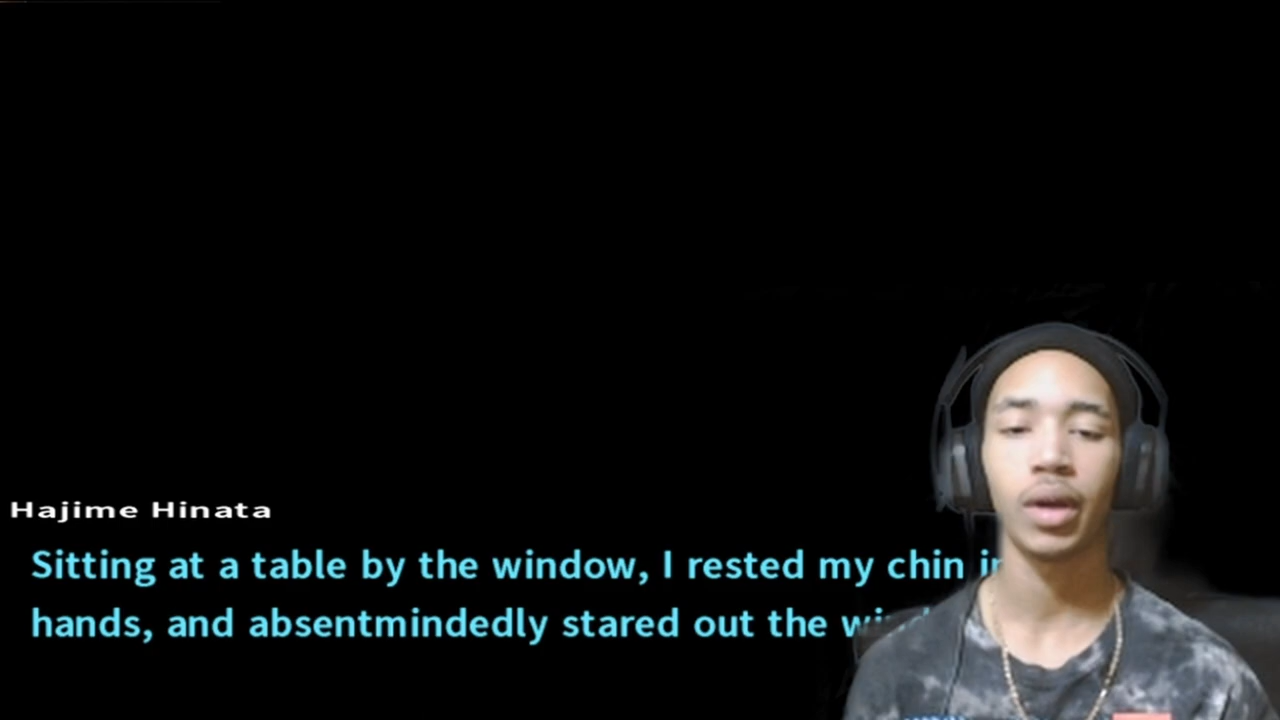 Hajime Hinata
Sitting at a table by the window, I rested my chin
hands, and absentmindedly stared out the